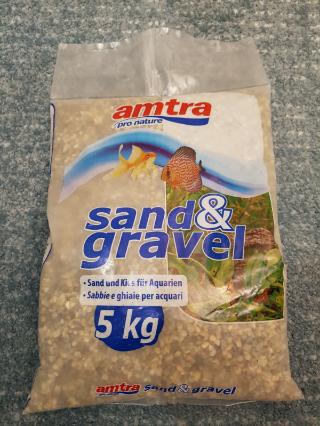 amtra
pro nature
sand &
gravel
• Sand und Kies für Aquarien
• Sabbie e ghiaie per acquari
5 kg
amtra sand & gravel